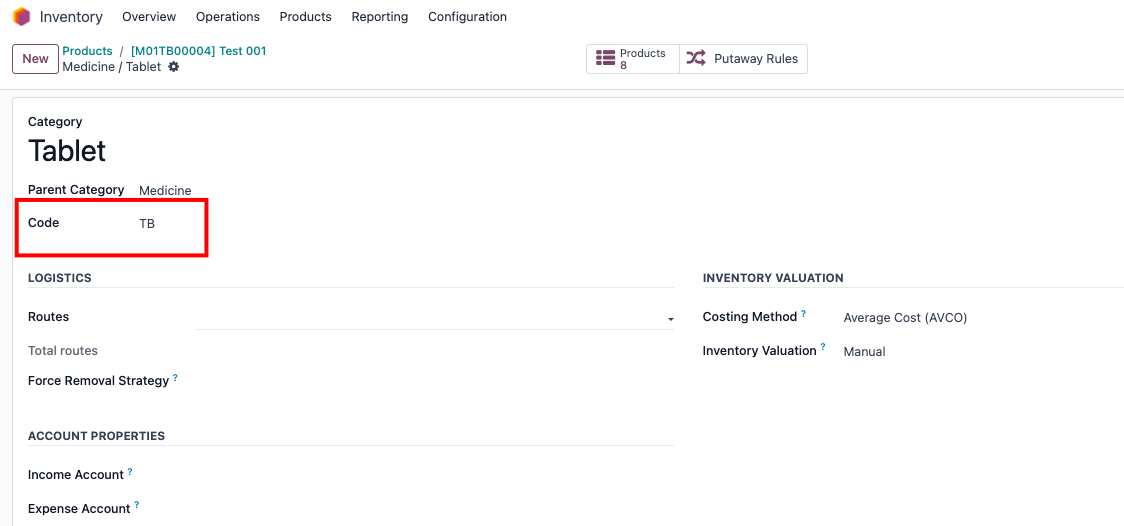 Inventory Overview Operations Products Reporting Configuration
New
Products / [M01TB00004] Test 001
Medicine / Tablet
Products
8
Putaway Rules
Category
Tablet
Parent Category Medicine
Code TB
LOGISTICS
Routes
Total routes
Force Removal Strategy ?
INVENTORY VALUATION
Costing Method ? Average Cost (AVCO)
Inventory Valuation ? Manual
ACCOUNT PROPERTIES
Income Account ?
Expense Account ?